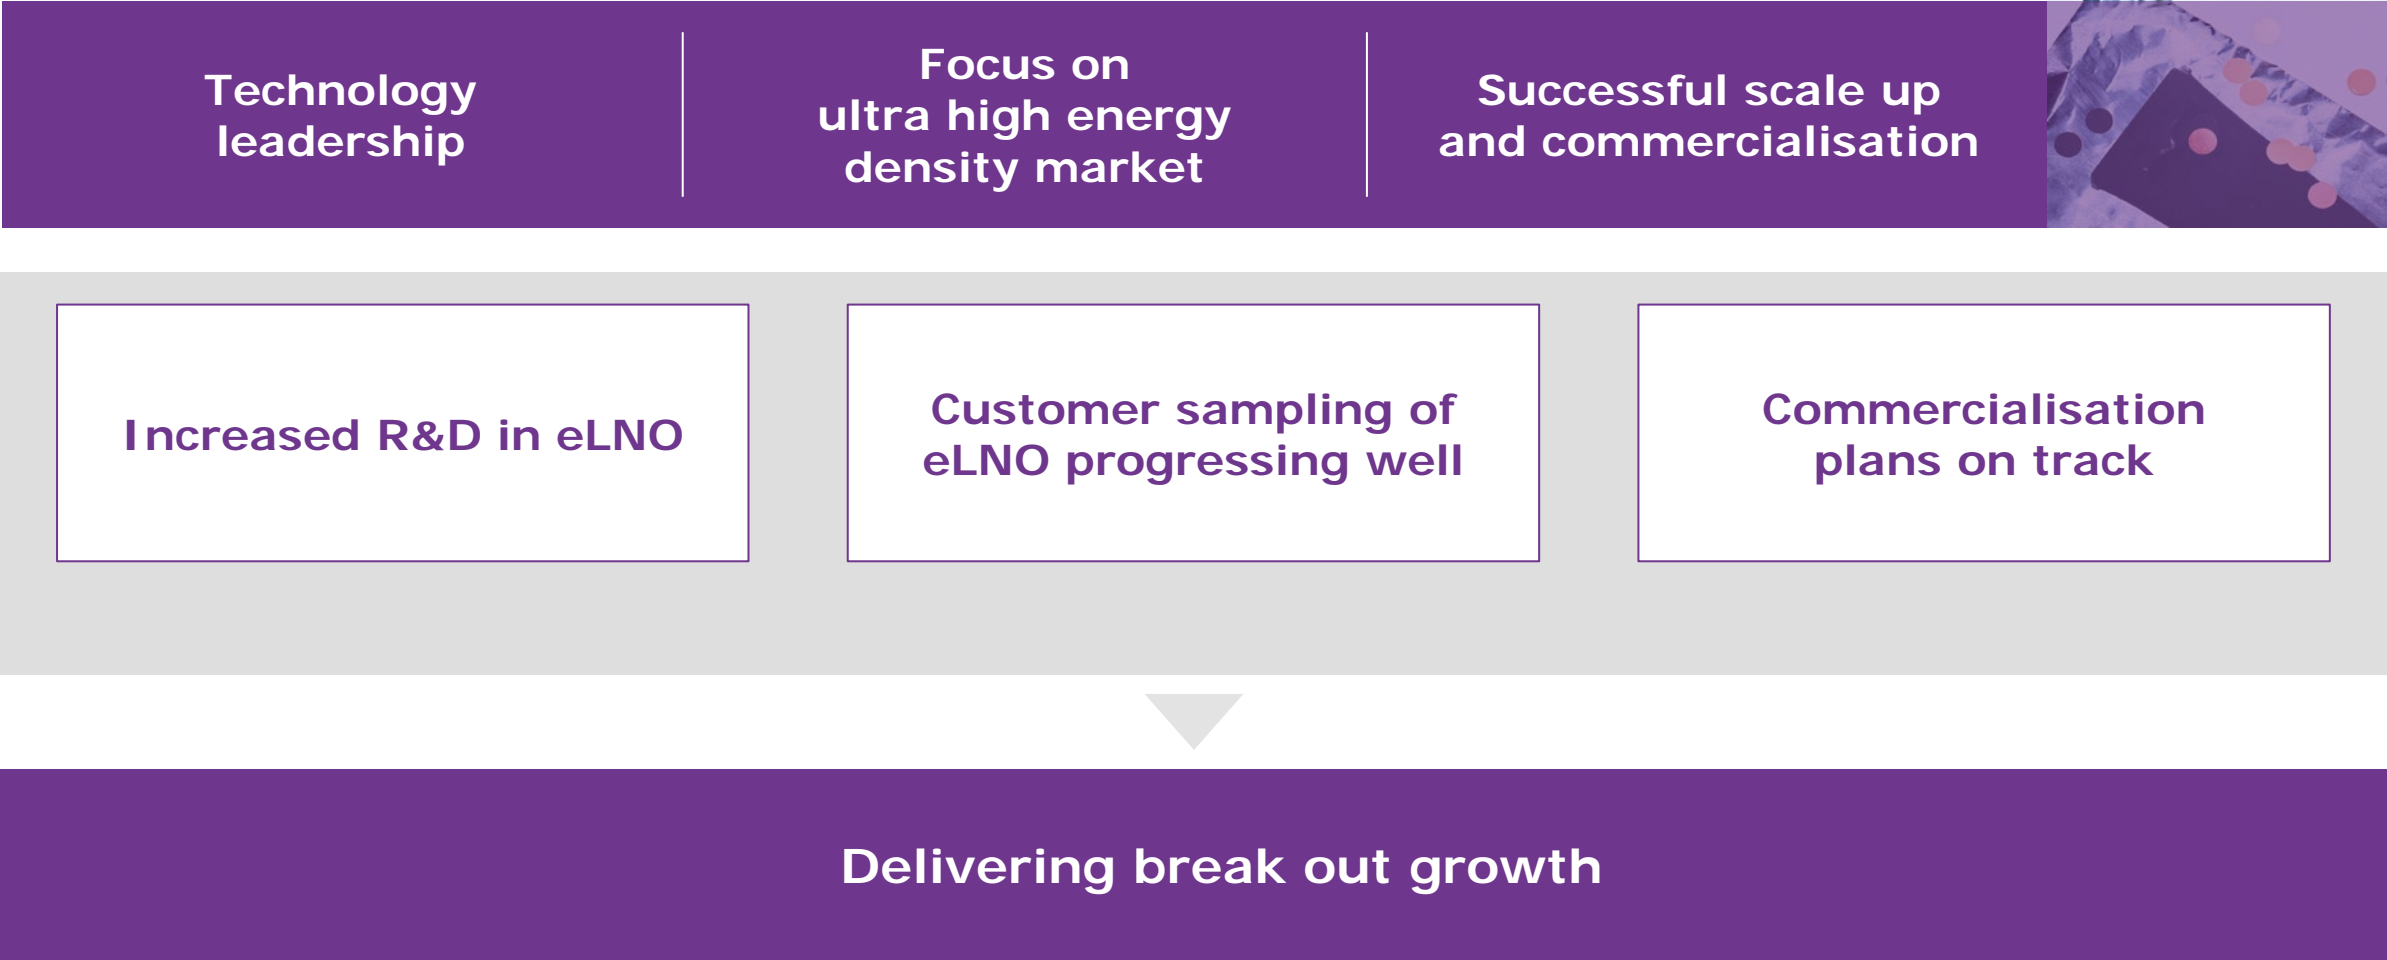 Technology
leadership
Focus on
ultra high energy
density market
Successful scale up
and commercialisation
Increased R&D in eLNO
Customer sampling of
eLNO progressing well
Commercialisation
plans on track
Delivering break out growth